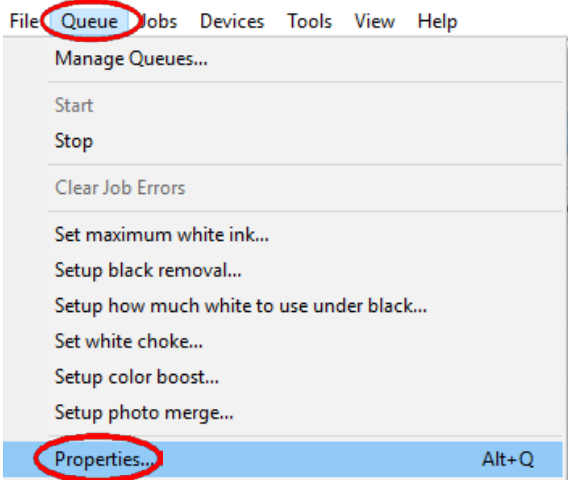 File Queue Jobs Devices Tools View Help
Manage Queues...
Start
Stop
Clear Job Errors
Set maximum white ink...
Setup black removal...
Setup how much white to use under black...
Set white choke...
Setup color boost...
Setup photo merge...
Properties... Alt+Q